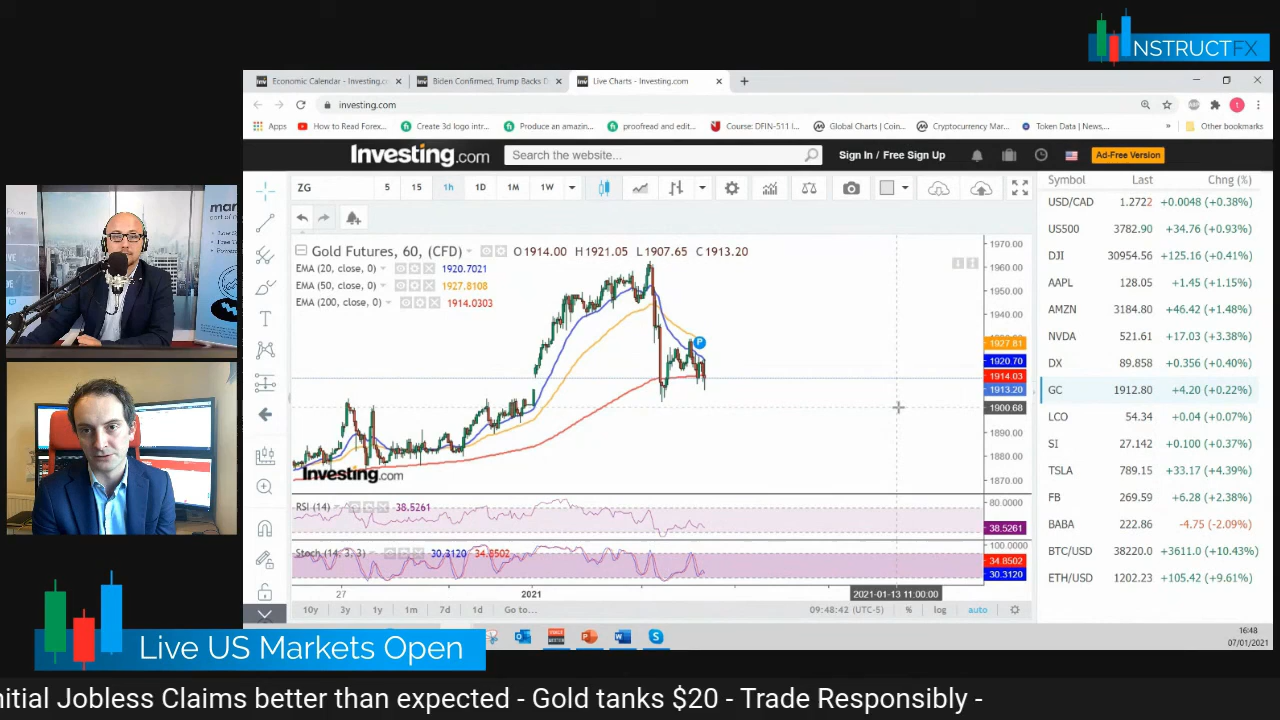 NSTRUCTFX
Economic Calendar - Investing.c
Biden Confirmed, Trump Backs D
Live Charts - Investing.com
investing.com
Apps
How to Read Forex...
Create 3d logo intr...
Produce an amazin...
proofread and edit...
Course: DFIN-511 I...
Global Charts | Coin...
Cryptocurrency Mar...
Token Data | News,...
»
Other bookmarks
Investing.com
Search the website...
Sign In / Free Sign Up
Ad-Free Version
ZG 5 15 1h 1D 1M 1W
Symbol Last Chng (%)
USD/CAD 1.2722 +0.0048 (+0.38%)
US500 3782.90 +34.76 (+0.93%)
DJI 30954.56 +125.16 (+0.41%)
AAPL 128.05 +1.45 (+1.15%)
AMZN 3184.80 +46.42 (+1.48%)
NVDA 521.61 +17.03 (+3.38%)
DX 89.858 +0.356 (+0.40%)
GC 1912.80 +4.20 (+0.22%)
LCO 54.34 +0.04 (+0.07%)
SI 27.142 +0.100 (+0.37%)
TSLA 789.15 +33.17 (+4.39%)
FB 269.59 +6.28 (+2.38%)
BABA 222.86 -4.75 (-2.09%)
BTC/USD 38220.0 +3611.0 (+10.43%)
ETH/USD 1202.23 +105.42 (+9.61%)
Gold Futures, 60, (CFD) O1914.00 H1921.05 L1907.65 C1913.20
EMA (20, close, 0) 1920.7021
EMA (50, close, 0) 1927.8108
EMA (200, close, 0) 1914.0303
P
1970.00
1960.00
1950.00
1940.00
1927.81
1920.70
1914.03
1913.20
1900.68
1890.00
1880.00
1870.00
Investing.com
RSI (14) 38.5261
80.0000
38.5261
Stoch (14, 3, 3) 30.3120 34.8502
100.0000
34.8502
30.3120
27 2021 2021-01-13 11:00:00
10y 3y 1y 1m 7d 1d Go to...
09:48:42 (UTC-5) % log auto
16:48
07/01/2021
Live US Markets Open
nitial Jobless Claims better than expected - Gold tanks $20 - Trade Responsibly -